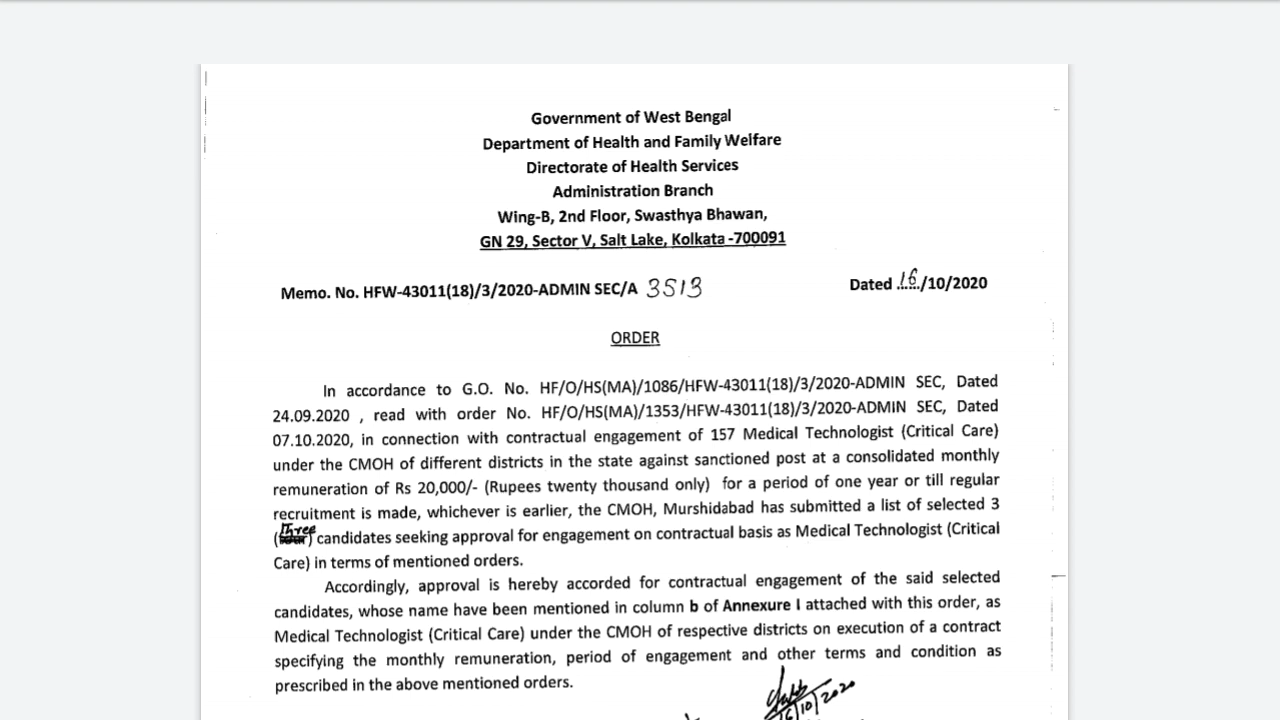 Government of West Bengal
Department of Health and Family Welfare
Directorate of Health Services
Administration Branch
Wing-B, 2nd Floor, Swasthya Bhawan,
GN 29, Sector V, Salt Lake, Kolkata -700091
Memo. No. HFW-43011(18)/3/2020-ADMIN SEC/A 3513 Dated 16/10/2020
ORDER
In accordance to G.O. No. HF/O/HS(MA)/1086/HFW-43011(18)/3/2020-ADMIN SEC, Dated
24.09.2020 , read with order No. HF/O/HS(MA)/1353/HFW-43011(18)/3/2020-ADMIN SEC, Dated
07.10.2020, in connection with contractual engagement of 157 Medical Technologist (Critical Care)
under the CMOH of different districts in the state against sanctioned post at a consolidated monthly
remuneration of Rs 20,000/- (Rupees twenty thousand only) for a period of one year or till regular
recruitment is made, whichever is earlier, the CMOH, Murshidabad has submitted a list of selected 3
(Three) candidates seeking approval for engagement on contractual basis as Medical Technologist (Critical
Care) in terms of mentioned orders.
Accordingly, approval is hereby accorded for contractual engagement of the said selected
candidates, whose name have been mentioned in column b of Annexure I attached with this order, as
Medical Technologist (Critical Care) under the CMOH of respective districts on execution of a contract
specifying the monthly remuneration, period of engagement and other terms and condition as
prescribed in the above mentioned orders.
16/10/2020